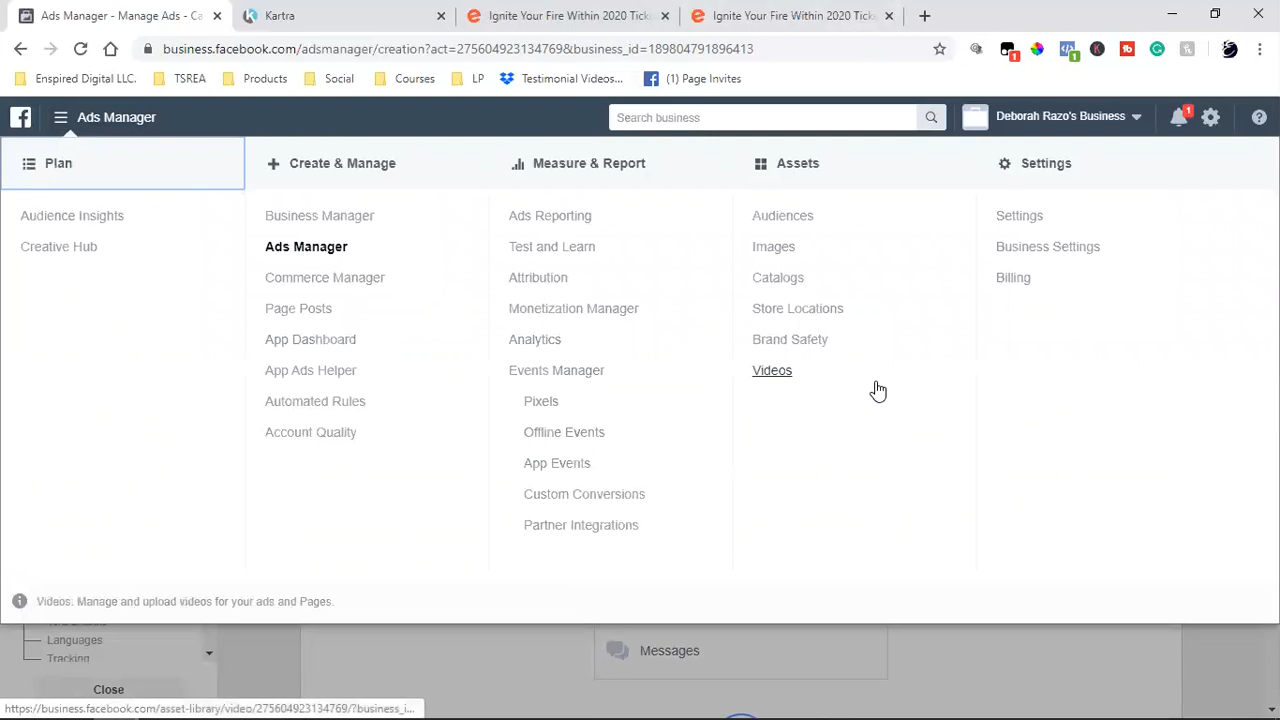 Ads Manager - Manage Ads - Ca
Kartra
Ignite Your Fire Within 2020 Ticke
Ignite Your Fire Within 2020 Ticke
business.facebook.com/adsmanager/creation?act=275604923134769&business_id=189804791896413
Enspired Digital LLC.
TSREA
Products
Social
Courses
LP
Testimonial Videos...
(1) Page Invites
Ads Manager
Search business
Deborah Razo's Business
1
Plan
Create & Manage
Measure & Report
Assets
Settings
Audience Insights
Creative Hub
Business Manager
Ads Manager
Commerce Manager
Page Posts
App Dashboard
App Ads Helper
Automated Rules
Account Quality
Ads Reporting
Test and Learn
Attribution
Monetization Manager
Analytics
Events Manager
Pixels
Offline Events
App Events
Custom Conversions
Partner Integrations
Audiences
Images
Catalogs
Store Locations
Brand Safety
Videos
Settings
Business Settings
Billing
Videos: Manage and upload videos for your ads and Pages.
Languages
Tracking
Close
Messages
https://business.facebook.com/asset-library/video/275604923134769/?business_i...